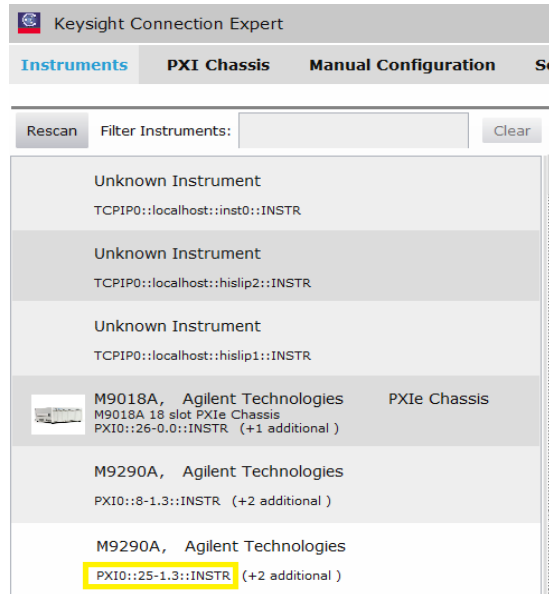 Keysight Connection Expert
Instruments PXI Chassis Manual Configuration
Rescan Filter Instruments: Clear
Unknown Instrument
TCPIP0::localhost::inst0::INSTR
Unknown Instrument
TCPIP0::localhost::hislip2::INSTR
Unknown Instrument
TCPIP0::localhost::hislip1::INSTR
M9018A, Agilent Technologies PXIe Chassis
M9018A 18 slot PXIe Chassis
PXI0::26-0.0::INSTR (+1 additional )
M9290A, Agilent Technologies
PXI0::8-1.3::INSTR (+2 additional )
M9290A, Agilent Technologies
PXI0::25-1.3::INSTR (+2 additional )